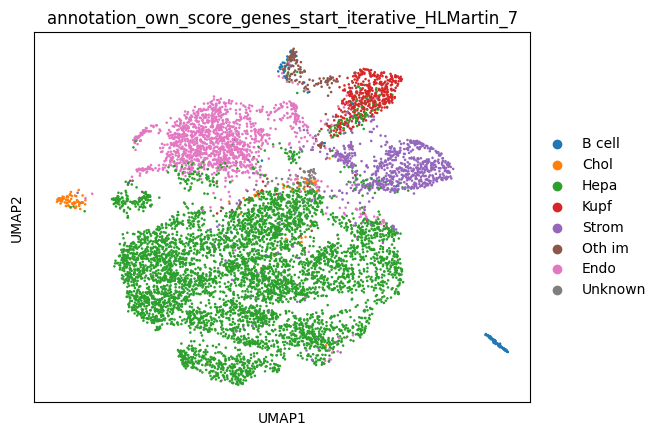 annotation_own_score_genes_start_iterative_HLMartin_7
B cell
Chol
Hepa
Kupf
Strom
Oth im
Endo
Unknown
UMAP2
UMAP1